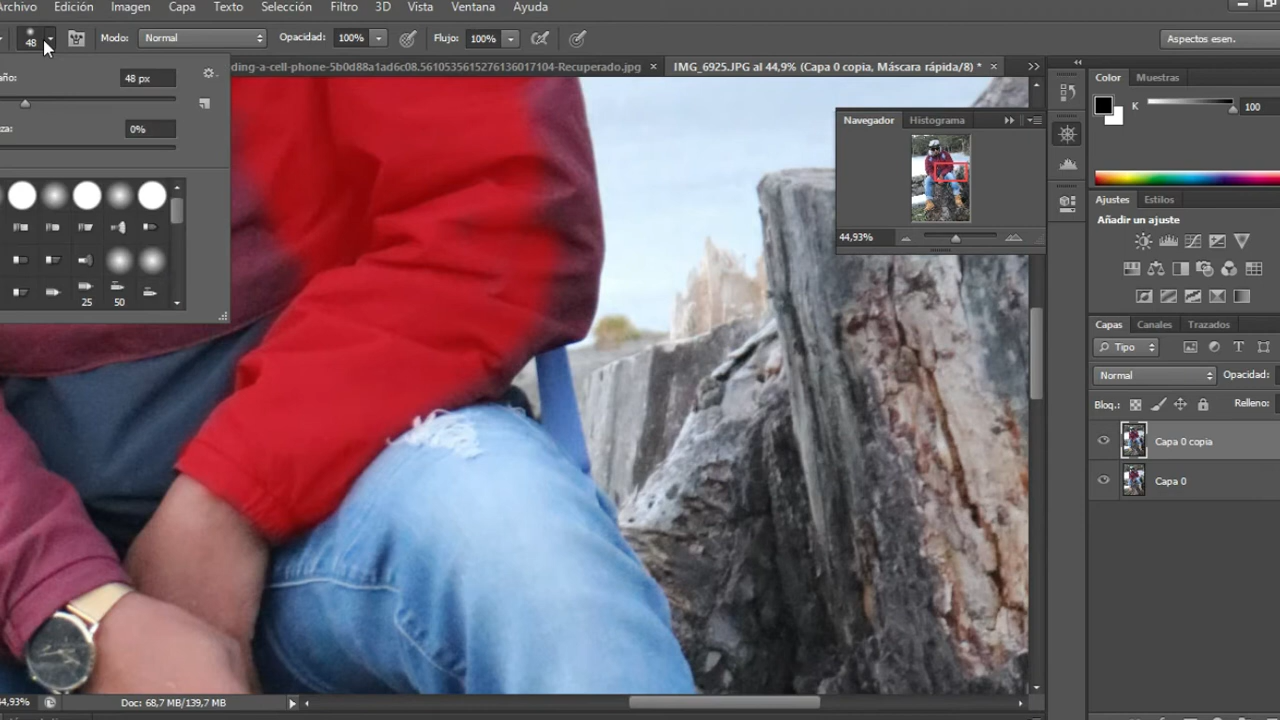 Archivo Edición Imagen Capa Texto Selección Filtro 3D Vista Ventana Ayuda
48 Modo: Normal Opacidad: 100% Flujo: 100% Aspectos esen.
ding-a-cell-phone-5b0d88a1ad6c08.5610535615276136017104-Recuperado.jpg × IMG_6925.JPG al 44,9% (Capa 0 copia, Máscara rápida/8) * ×
año: 48 px
za: 0%
25 50
Navegador Histograma
44,93%
Color Muestras
K 100
Ajustes Estilos
Añadir un ajuste
Capas Canales Trazados
Tipo
Normal Opacidad:
Bloq.: Relleno:
Capa 0 copia
Capa 0
4,93% Doc: 68,7 MB/139,7 MB